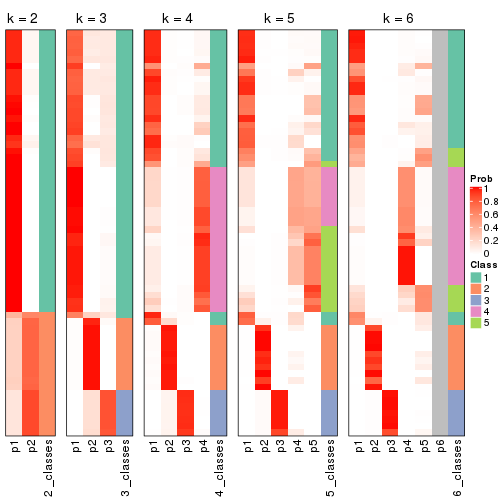 k = 2
k = 3
k = 4
k = 5
k = 6
Prob
1
0.8
0.6
0.4
0.2
0
Class
1
2
3
4
5
p1
p2
2_classes
p1
p2
p3
3_classes
p1
p2
p3
p4
4_classes
p1
p2
p3
p4
p5
5_classes
p1
p2
p3
p4
p5
p6
6_classes